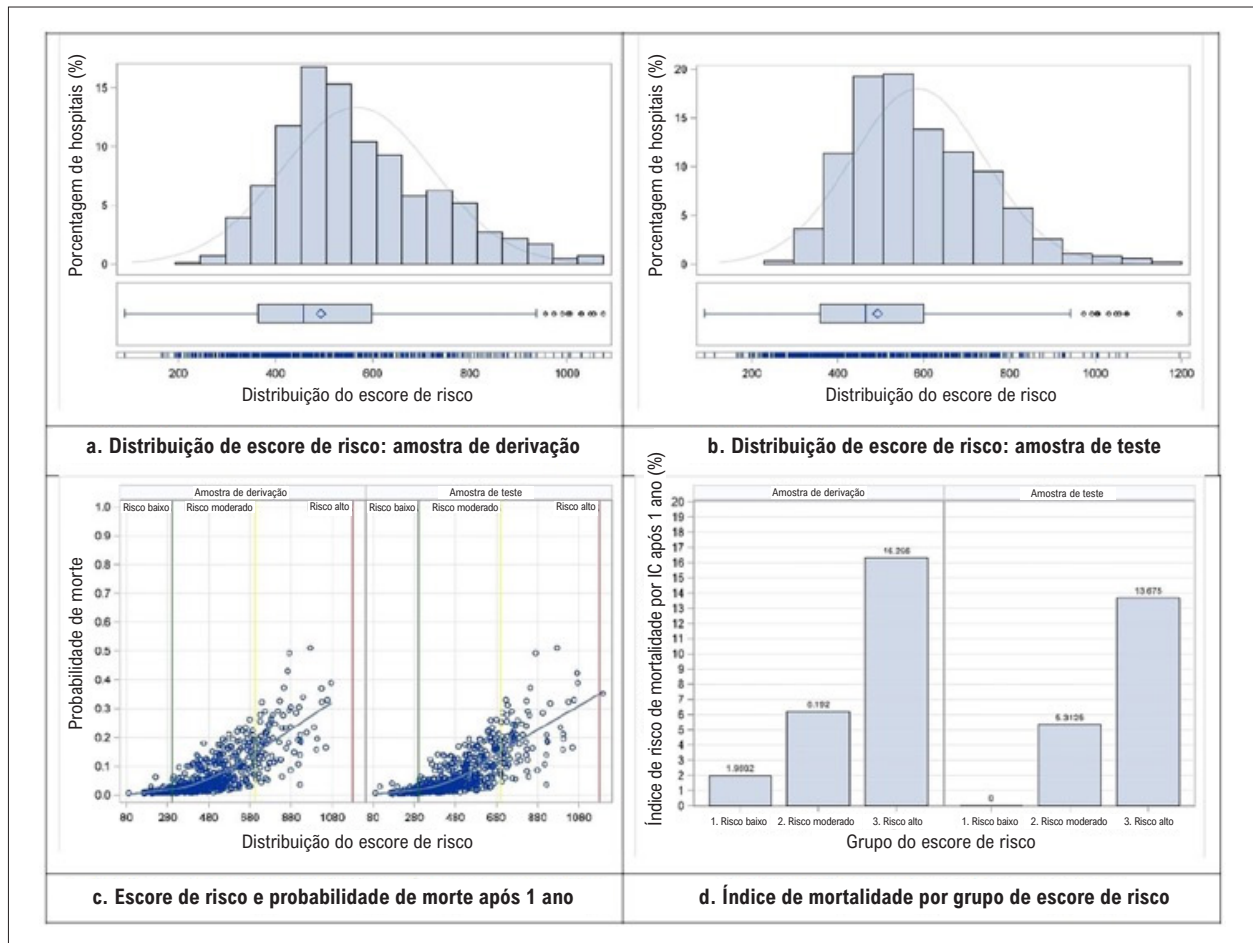 Porcentagem de hospitais (%)
15
10
5
0
200 400 600 800 1000
Distribuição do escore de risco
a. Distribuição de escore de risco: amostra de derivação
Porcentagem de hospitais (%)
20
15
10
5
0
200 400 600 800 1000 1200
Distribuição do escore de risco
b. Distribuição de escore de risco: amostra de teste
Amostra de derivação Amostra de teste
Risco baixo Risco moderado Risco alto Risco baixo Risco moderado Risco alto
Probabilidade de morte
1.0
0.9
0.8
0.7
0.6
0.5
0.4
0.3
0.2
0.1
0.0
80 280 480 680 880 1080 80 280 480 680 880 1080
Distribuição do escore de risco
c. Escore de risco e probabilidade de morte após 1 ano
Índice de risco de mortalidade por IC após 1 ano (%)
Amostra de derivação Amostra de teste
20
19
18
17
16
15
14
13
12
11
10
9
8
7
6
5
4
3
2
1
0
6.192
0
13.675
1. Risco baixo 2. Risco moderado 3. Risco alto 1. Risco baixo 2. Risco moderado 3. Risco alto
Grupo do escore de risco
d. Índice de mortalidade por grupo de escore de risco